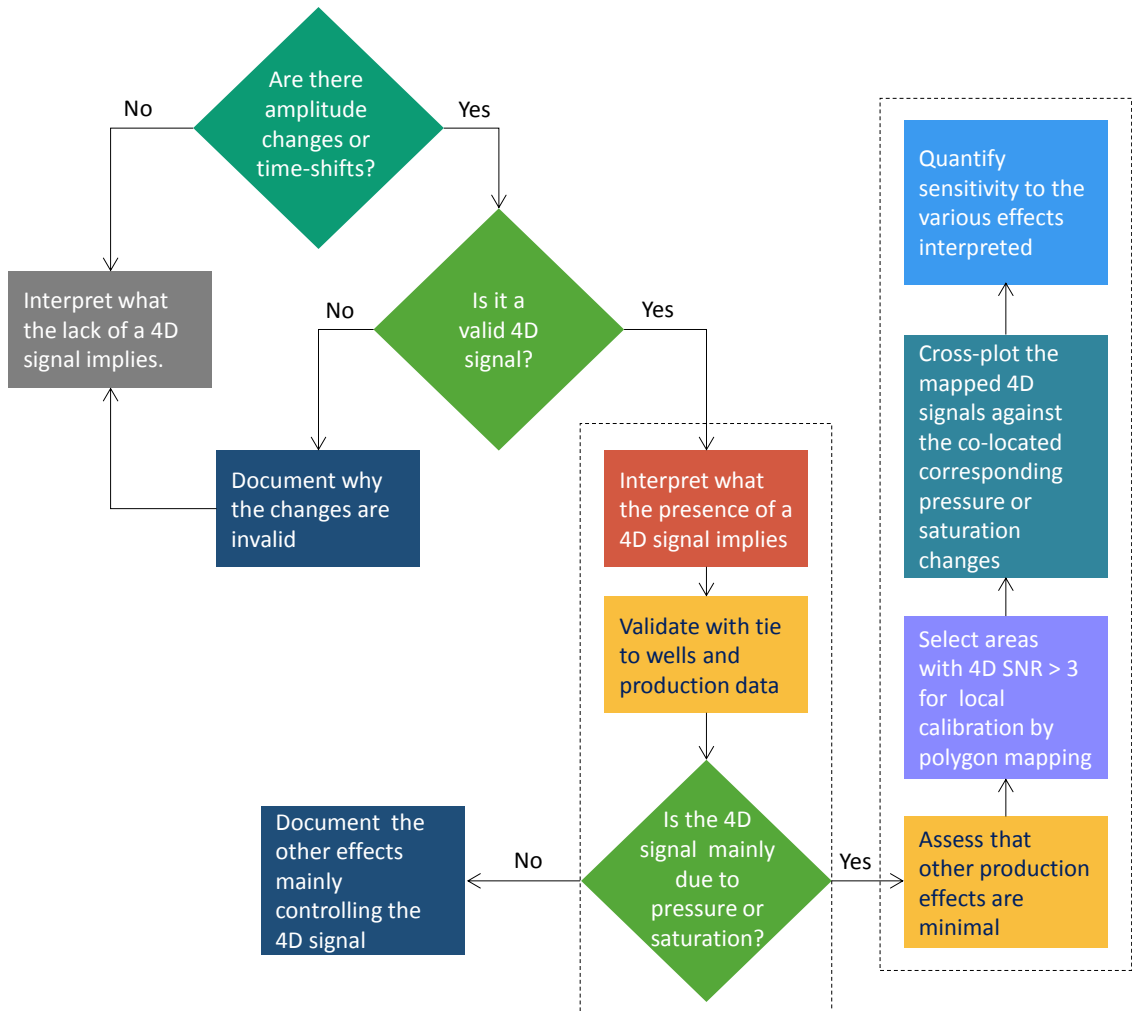 Are there
amplitude
changes or
time-shifts?
No
Yes
Interpret what
the lack of a 4D
signal implies.
Is it a
valid 4D
signal?
No
Yes
Document why
the changes are
invalid
Interpret what
the presence of a
4D signal implies
Validate with tie
to wells and
production data
Is the 4D
signal mainly
due to
pressure or
saturation?
No
Yes
Document the
other effects
mainly
controlling the
4D signal
Assess that
other production
effects are
minimal
Select areas
with 4D SNR > 3
for local
calibration by
polygon mapping
Cross-plot the
mapped 4D
signals against
the co-located
corresponding
pressure or
saturation
changes
Quantify
sensitivity to the
various effects
interpreted